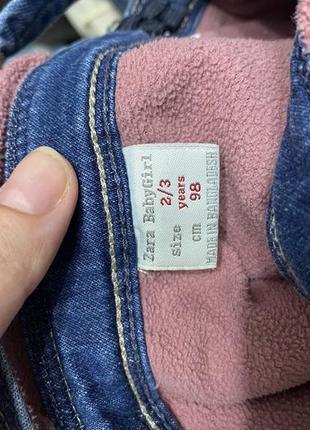 Zara BabyGirl
2/3
size years
cm 98
MADE IN BANGLADESH